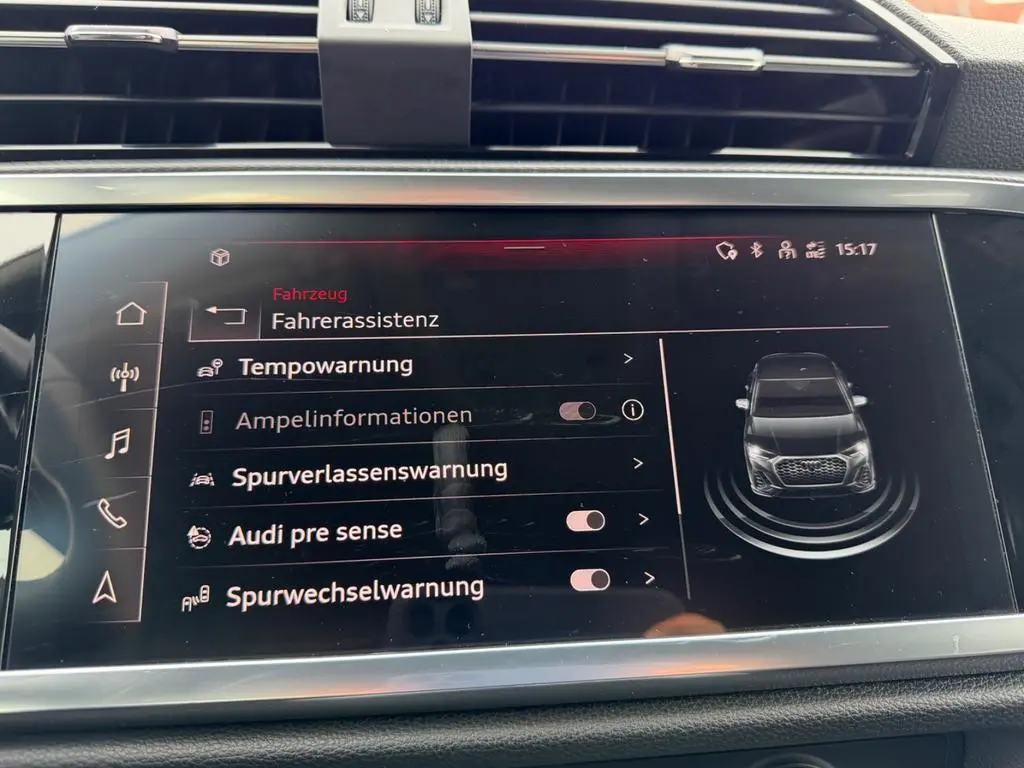 15:17
Fahrzeug
Fahrerassistenz
Tempowarnung
Ampelinformationen
Spurverlassenswarnung
Audi pre sense
Spurwechselwarnung